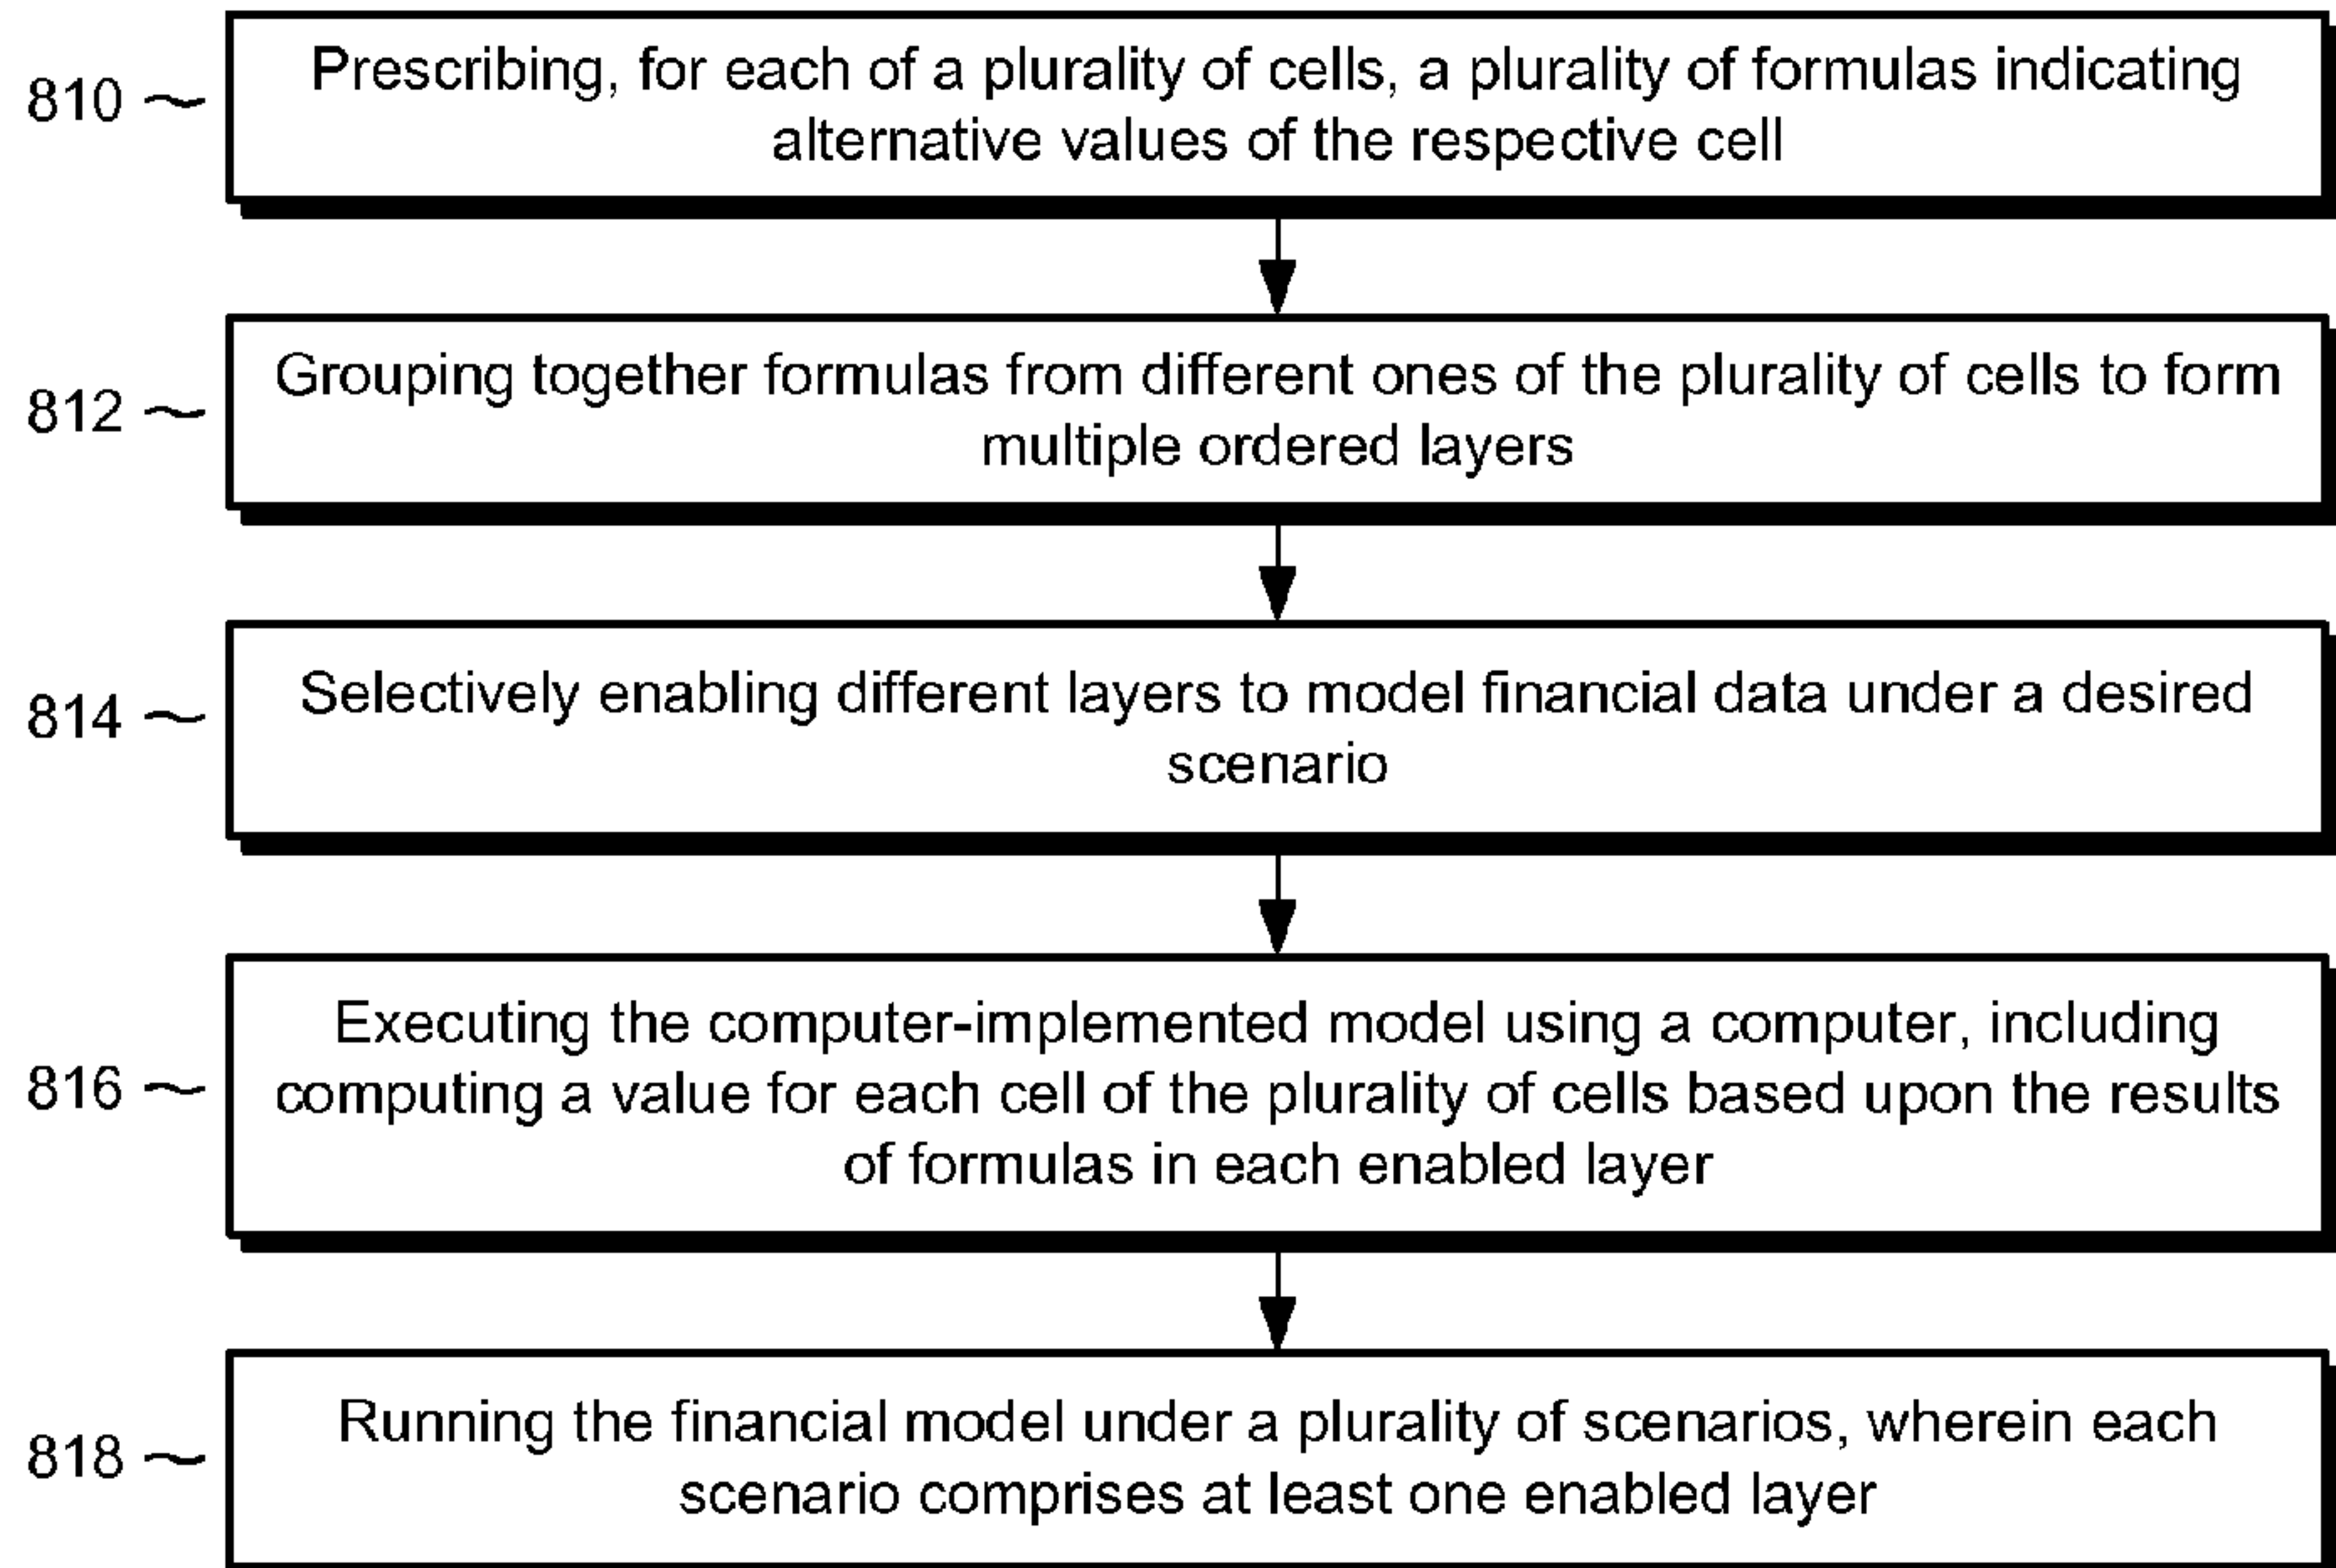 810 ~ Prescribing, for each of a plurality of cells, a plurality of formulas indicating
alternative values of the respective cell
812 ~ Grouping together formulas from different ones of the plurality of cells to form
multiple ordered layers
814 ~ Selectively enabling different layers to model financial data under a desired
scenario
Executing the computer-implemented model using a computer, including
816 ~ computing a value for each cell of the plurality of cells based upon the results
of formulas in each enabled layer
818 ~ Running the financial model under a plurality of scenarios, wherein each
scenario comprises at least one enabled layer